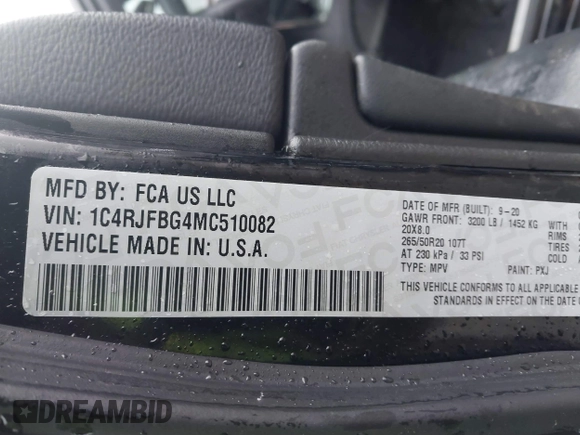 MFD BY: FCA US LLC
VIN: 1C4RJFBG4MC510082
VEHICLE MADE IN: U.S.A.
DATE OF MFR (BUILT): 9-20
GAWR FRONT: 3200 LB / 1452 KG WITH
20X8.0 RIMS
265/50R20 107T TIRES
AT 230 kPa / 33 PSI COLD
TYPE: MPV PAINT: PXJ
THIS VEHICLE CONFORMS TO ALL
STANDARDS IN EFFECT ON THE DATE
DREAMBID